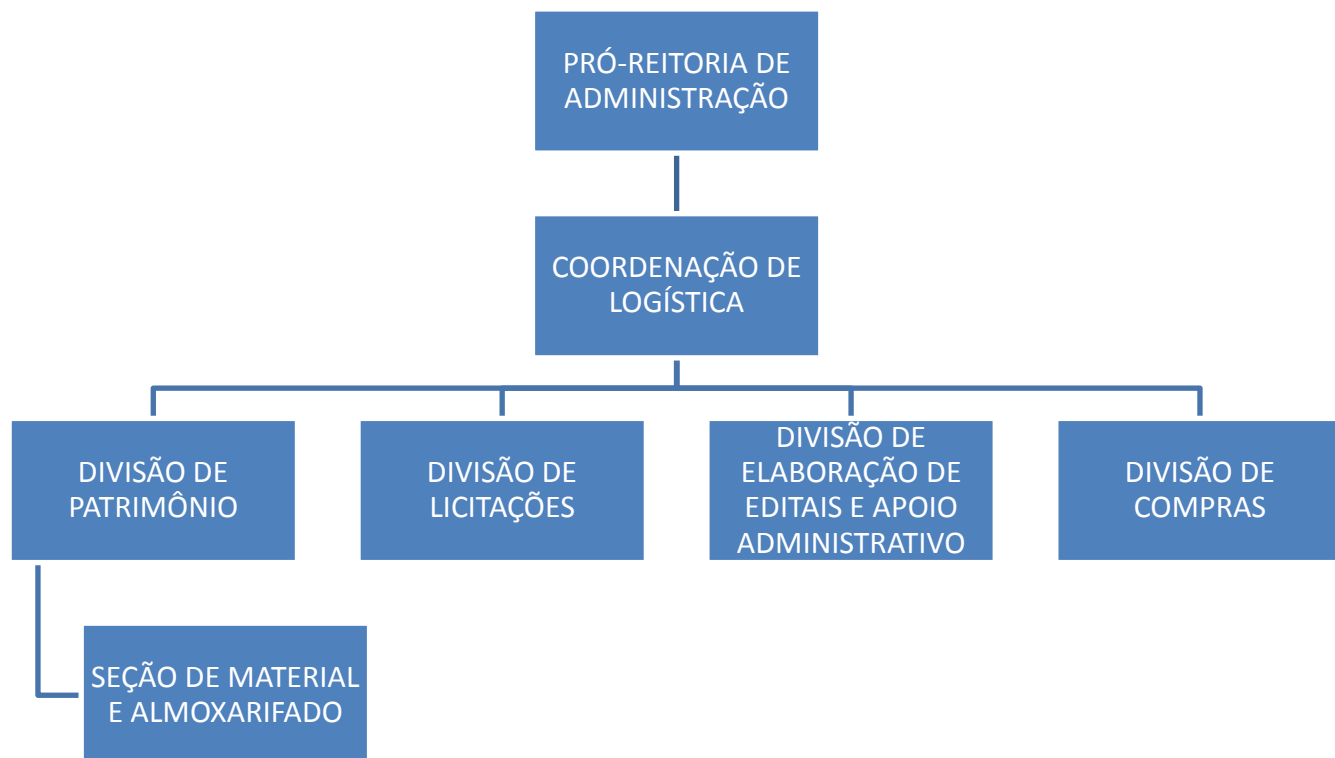 PRÓ-REITORIA DE
ADMINISTRAÇÃO
COORDENAÇÃO DE
LOGÍSTICA
DIVISÃO DE
PATRIMÔNIO
DIVISÃO DE
LICITAÇÕES
DIVISÃO DE
ELABORAÇÃO DE
EDITAIS E APOIO
ADMINISTRATIVO
DIVISÃO DE
COMPRAS
SEÇÃO DE MATERIAL
E ALMOXARIFADO